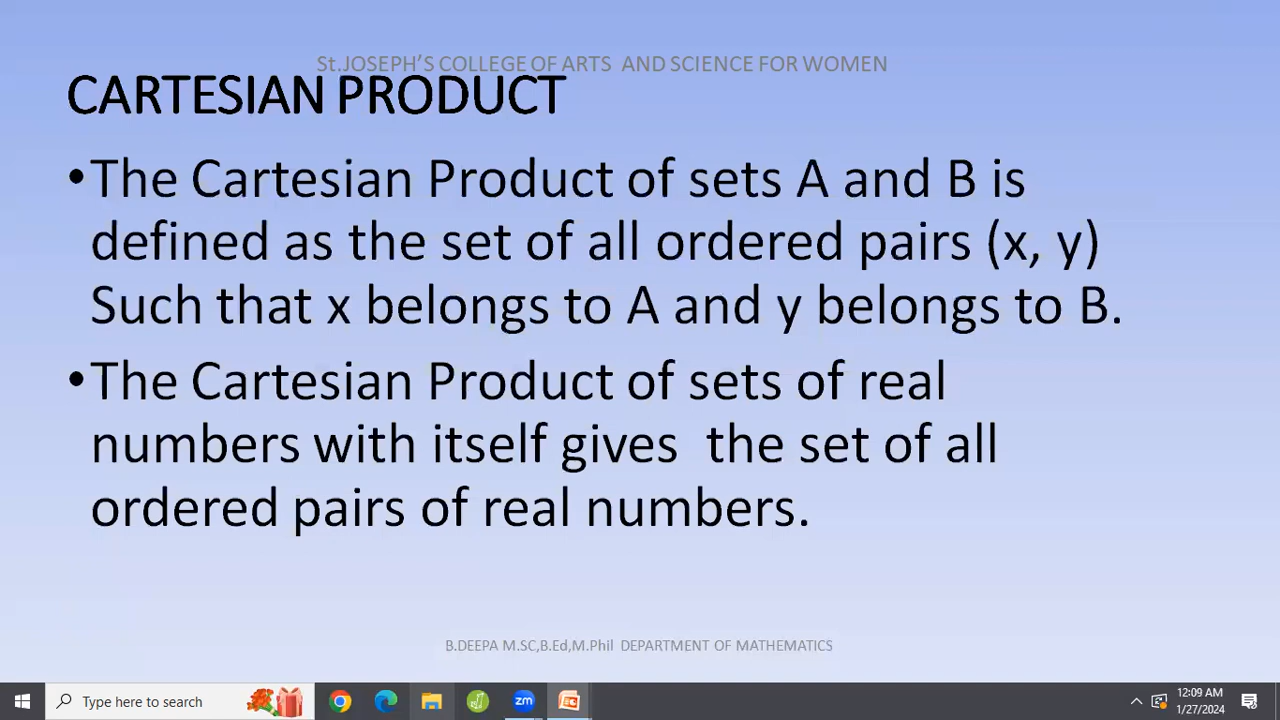 St.JOSEPH'S COLLEGE OF ARTS AND SCIENCE FOR WOMEN
CARTESIAN PRODUCT
•The Cartesian Product of sets A and B is
defined as the set of all ordered pairs (x, y)
Such that x belongs to A and y belongs to B.
•The Cartesian Product of sets of real
numbers with itself gives the set of all
ordered pairs of real numbers.
B.DEEPA M.SC,B.Ed,M.Phil DEPARTMENT OF MATHEMATICS
Type here to search
zm
12:09 AM
1/27/2024